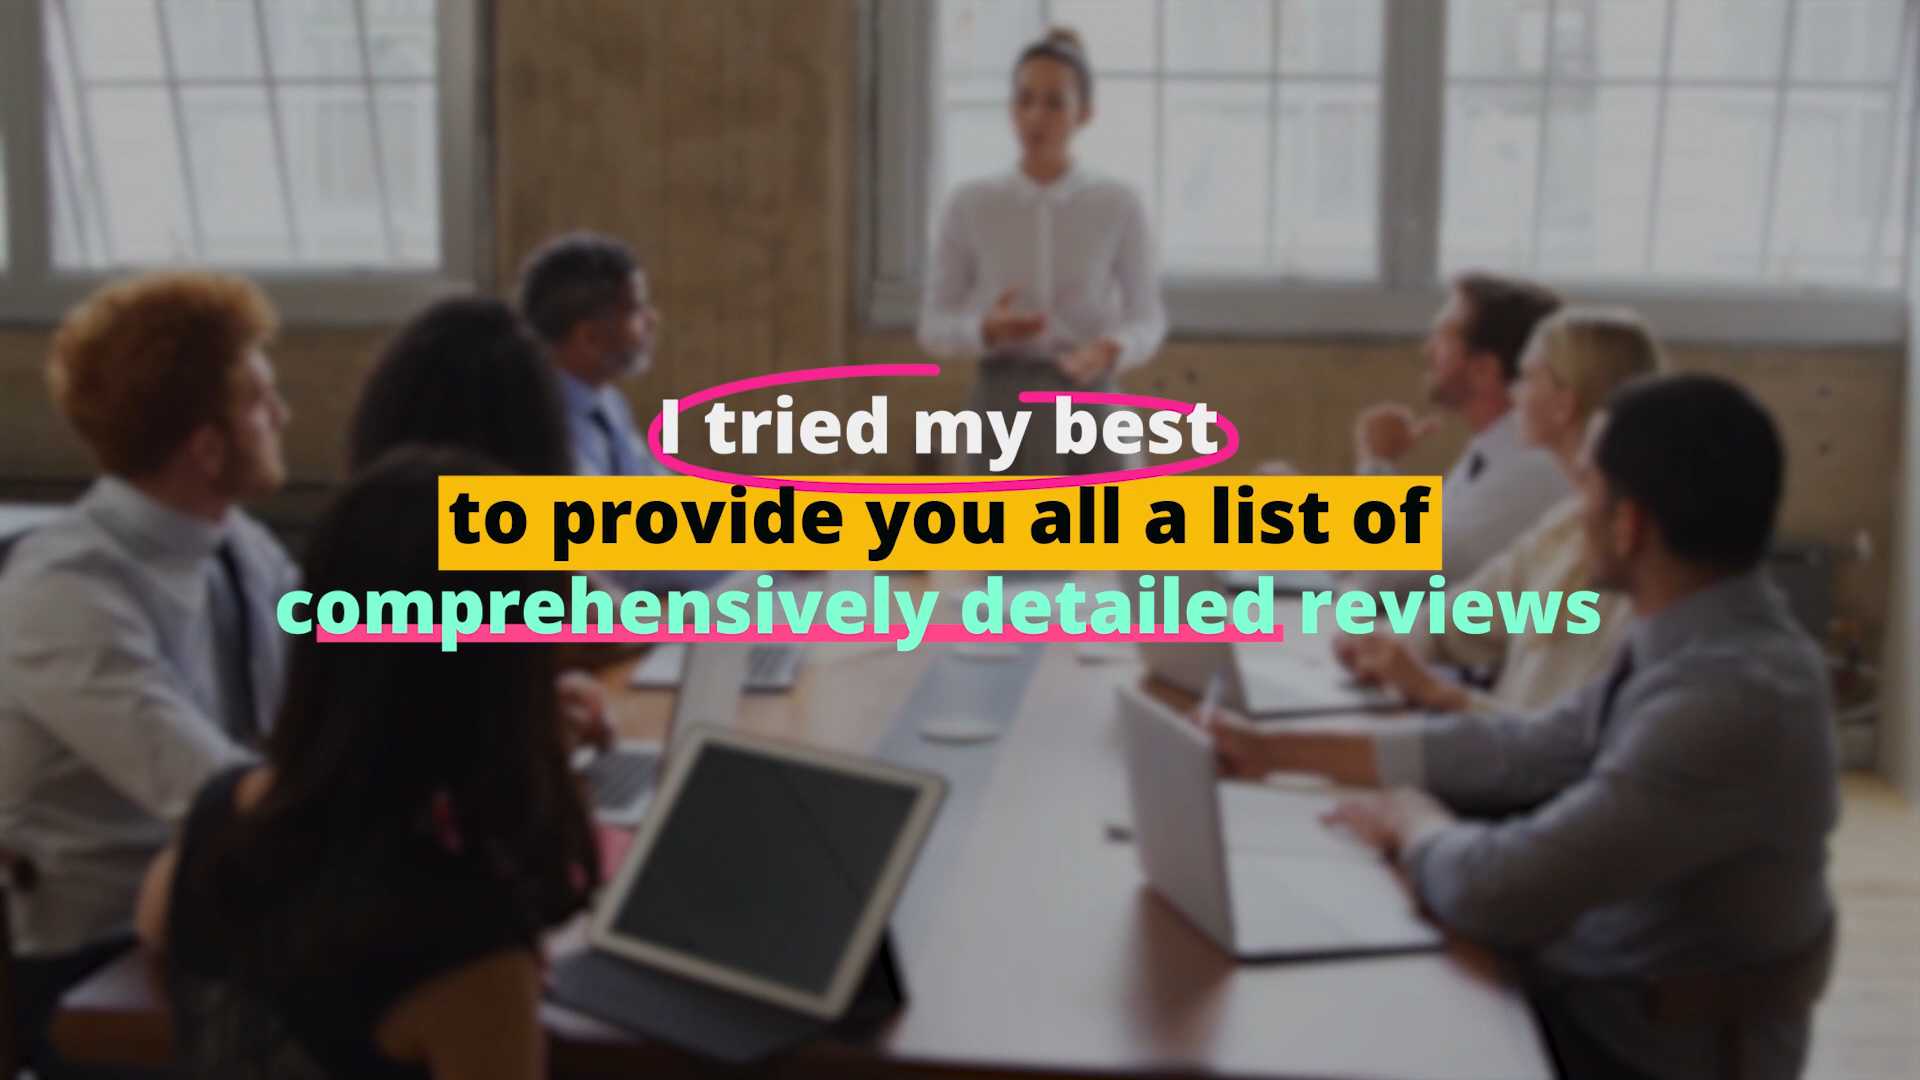 I tried my best
to provide you all a list of
comprehensively detailed reviews